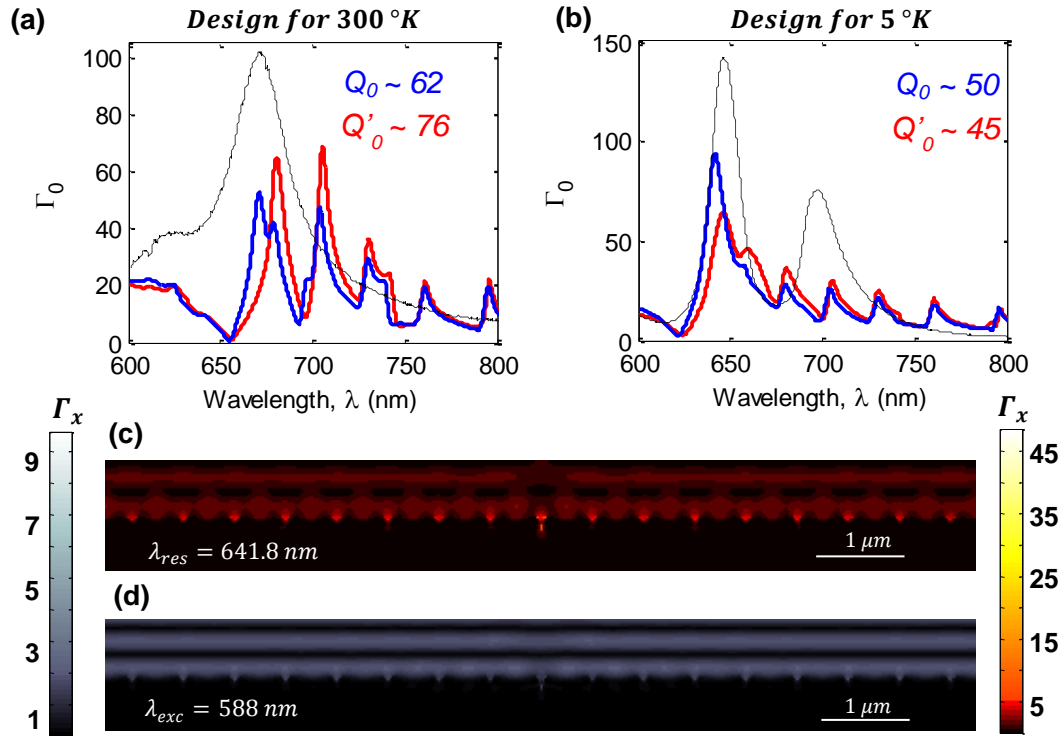 (a) Design for 300 °K
Q₀ ~ 62
Q'₀ ~ 76
Γ₀
100
80
60
40
20
0
600 650 700 750 800
Wavelength, λ (nm)
(b) Design for 5 °K
Q₀ ~ 50
Q'₀ ~ 45
Γ₀
150
100
50
0
600 650 700 750 800
Wavelength, λ (nm)
Γₓ
9
7
5
3
1
(c)
λres = 641.8 nm
1 μm
(d)
λexc = 588 nm
1 μm
Γₓ
45
35
25
15
5